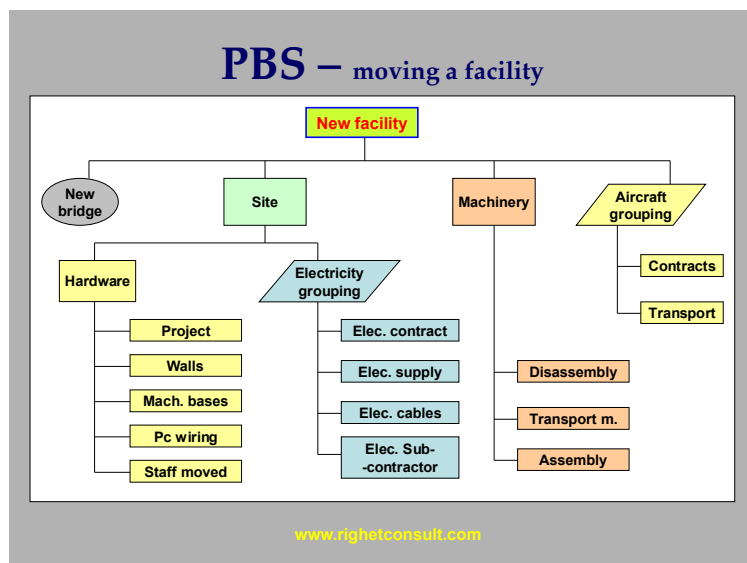 PBS – moving a facility
New facility
New
bridge
Site
Machinery
Aircraft
grouping
Hardware
Electricity
grouping
Contracts
Transport
Project
Walls
Mach. bases
Pc wiring
Staff moved
Elec. contract
Elec. supply
Elec. cables
Elec. Sub-
-contractor
Disassembly
Transport m.
Assembly
www.righetconsult.com